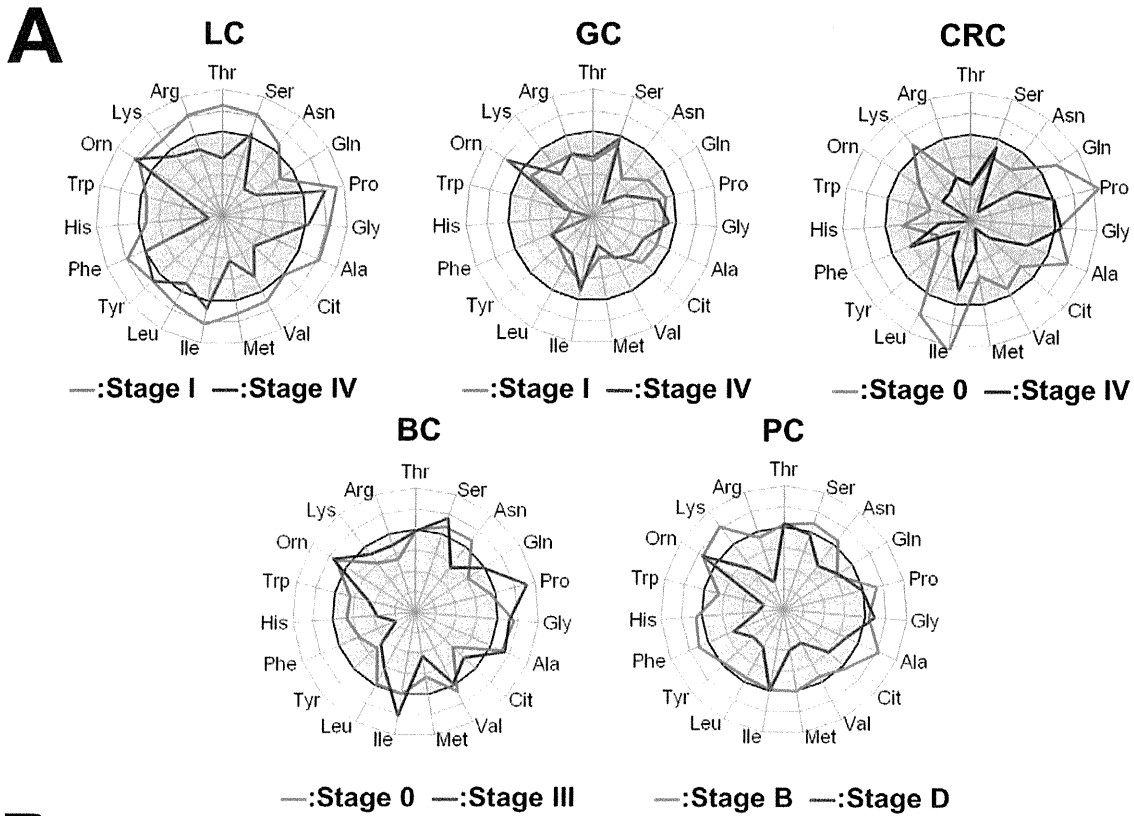 A
LC
GC
CRC
Thr
Ser
Asn
Gln
Pro
Gly
Ala
Cit
Val
Met
Ile
Leu
Tyr
Phe
His
Trp
Orn
Lys
Arg
Thr
Ser
Asn
Gln
Pro
Gly
Ala
Cit
Val
Met
Ile
Leu
Tyr
Phe
His
Trp
Orn
Lys
Arg
Thr
Ser
Asn
Gln
Pro
Gly
Ala
Cit
Val
Met
Ile
Leu
Tyr
Phe
His
Trp
Orn
Lys
Arg
:Stage I :Stage IV
:Stage I :Stage IV
:Stage 0 :Stage IV
BC
PC
Thr
Ser
Asn
Gln
Pro
Gly
Ala
Cit
Val
Met
Ile
Leu
Tyr
Phe
His
Trp
Orn
Lys
Arg
Thr
Ser
Asn
Gln
Pro
Gly
Ala
Cit
Val
Met
Ile
Leu
Tyr
Phe
His
Trp
Orn
Lys
Arg
:Stage 0 :Stage III
:Stage B :Stage D